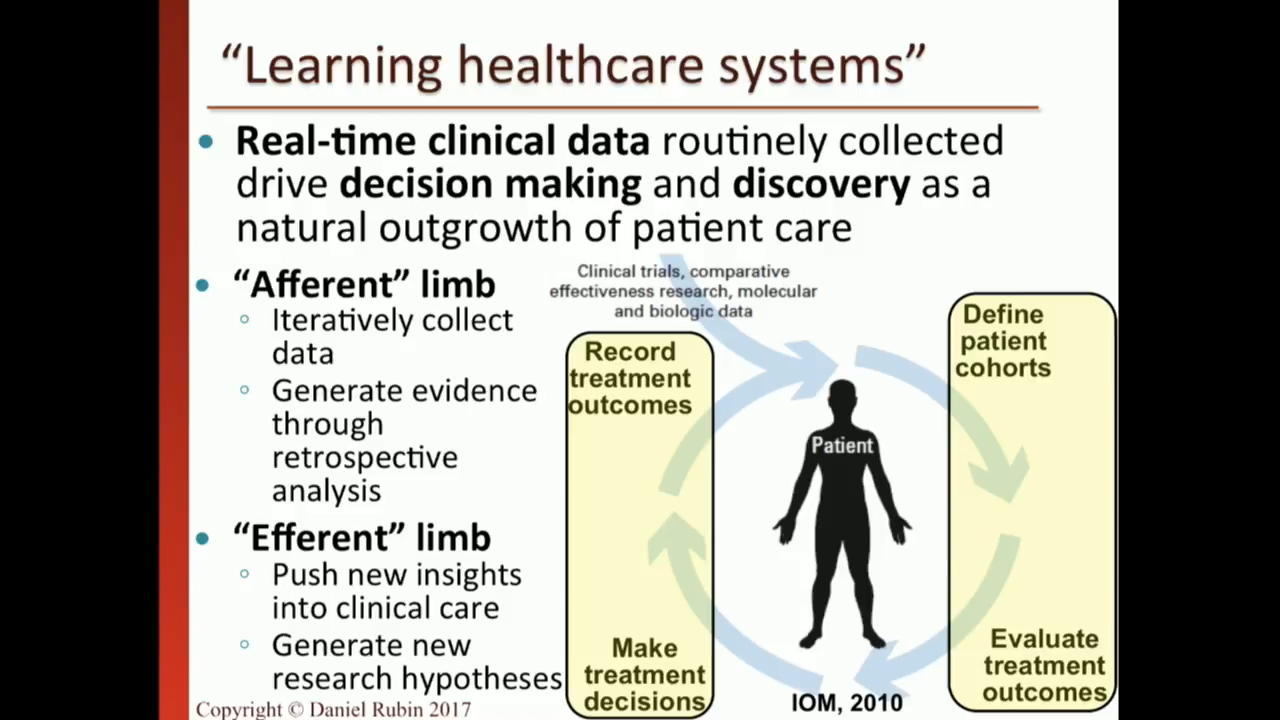 “Learning healthcare systems”
• Real-time clinical data routinely collected
drive decision making and discovery as a
natural outgrowth of patient care
• “Afferent” limb
◦ Iteratively collect
data
◦ Generate evidence
through
retrospective
analysis
• “Efferent” limb
◦ Push new insights
into clinical care
◦ Generate new
research hypotheses
Clinical trials, comparative
effectiveness research, molecular
and biologic data
Record
treatment
outcomes
Make
treatment
decisions
Patient
Define
patient
cohorts
Evaluate
treatment
outcomes
IOM, 2010
Copyright © Daniel Rubin 2017